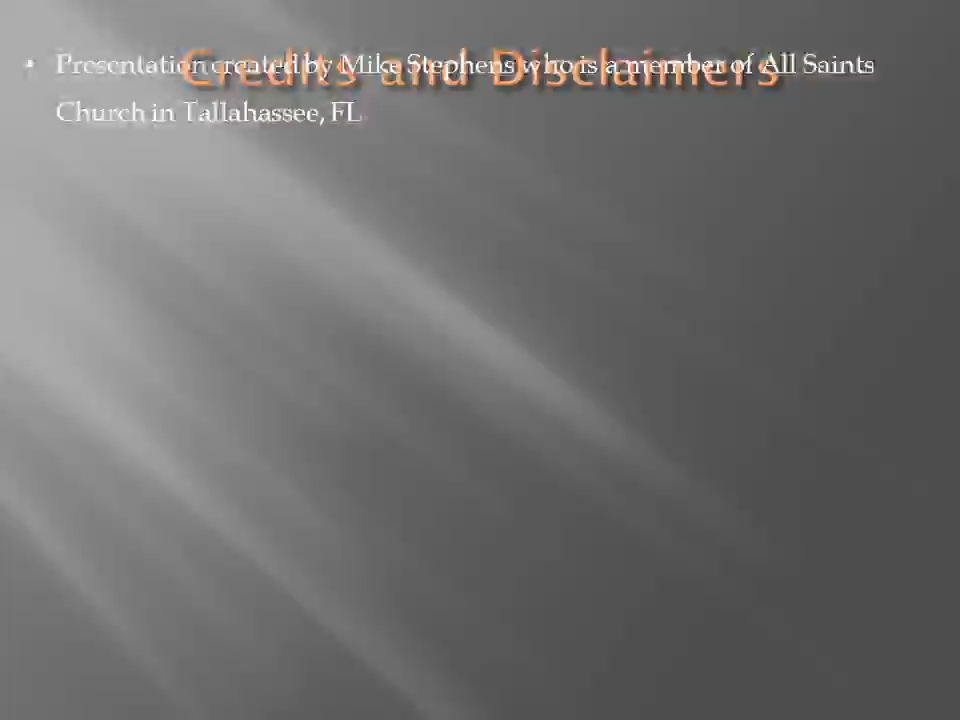 Credits and Disclaimers
• Presentation created by Mike Stephens who is a member of All Saints
Church in Tallahassee, FL